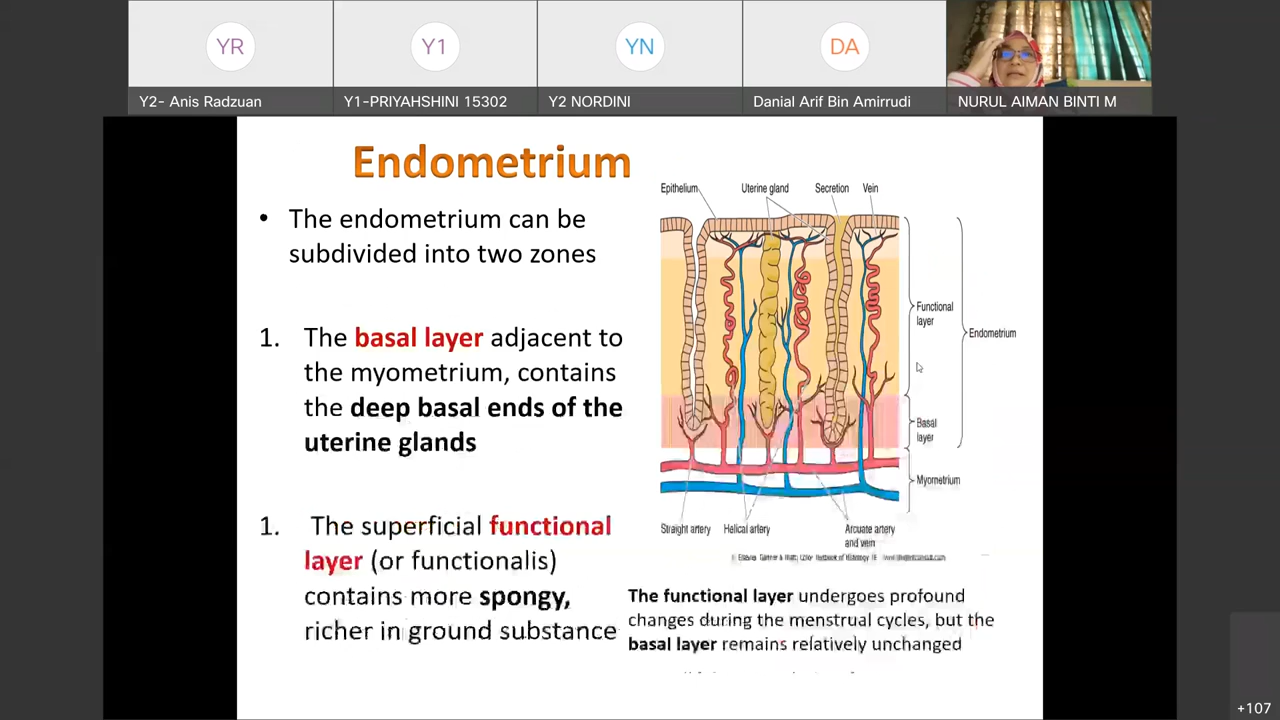 YR
Y1
YN
DA
Y2- Anis Radzuan
Y1-PRIYAHSHINI 15302
Y2 NORDINI
Danial Arif Bin Amirrudi
NURUL AIMAN BINTI M
Endometrium
• The endometrium can be
subdivided into two zones
1. The basal layer adjacent to
the myometrium, contains
the deep basal ends of the
uterine glands
1. The superficial functional
layer (or functionalis)
contains more spongy,
richer in ground substance
Epithelium
Uterine gland
Secretion
Vein
Functional
layer
Endometrium
Basal
layer
Myometrium
Straight artery
Helical artery
Arcuate artery
and vein
The functional layer undergoes profound
changes during the menstrual cycles, but the
basal layer remains relatively unchanged
+107